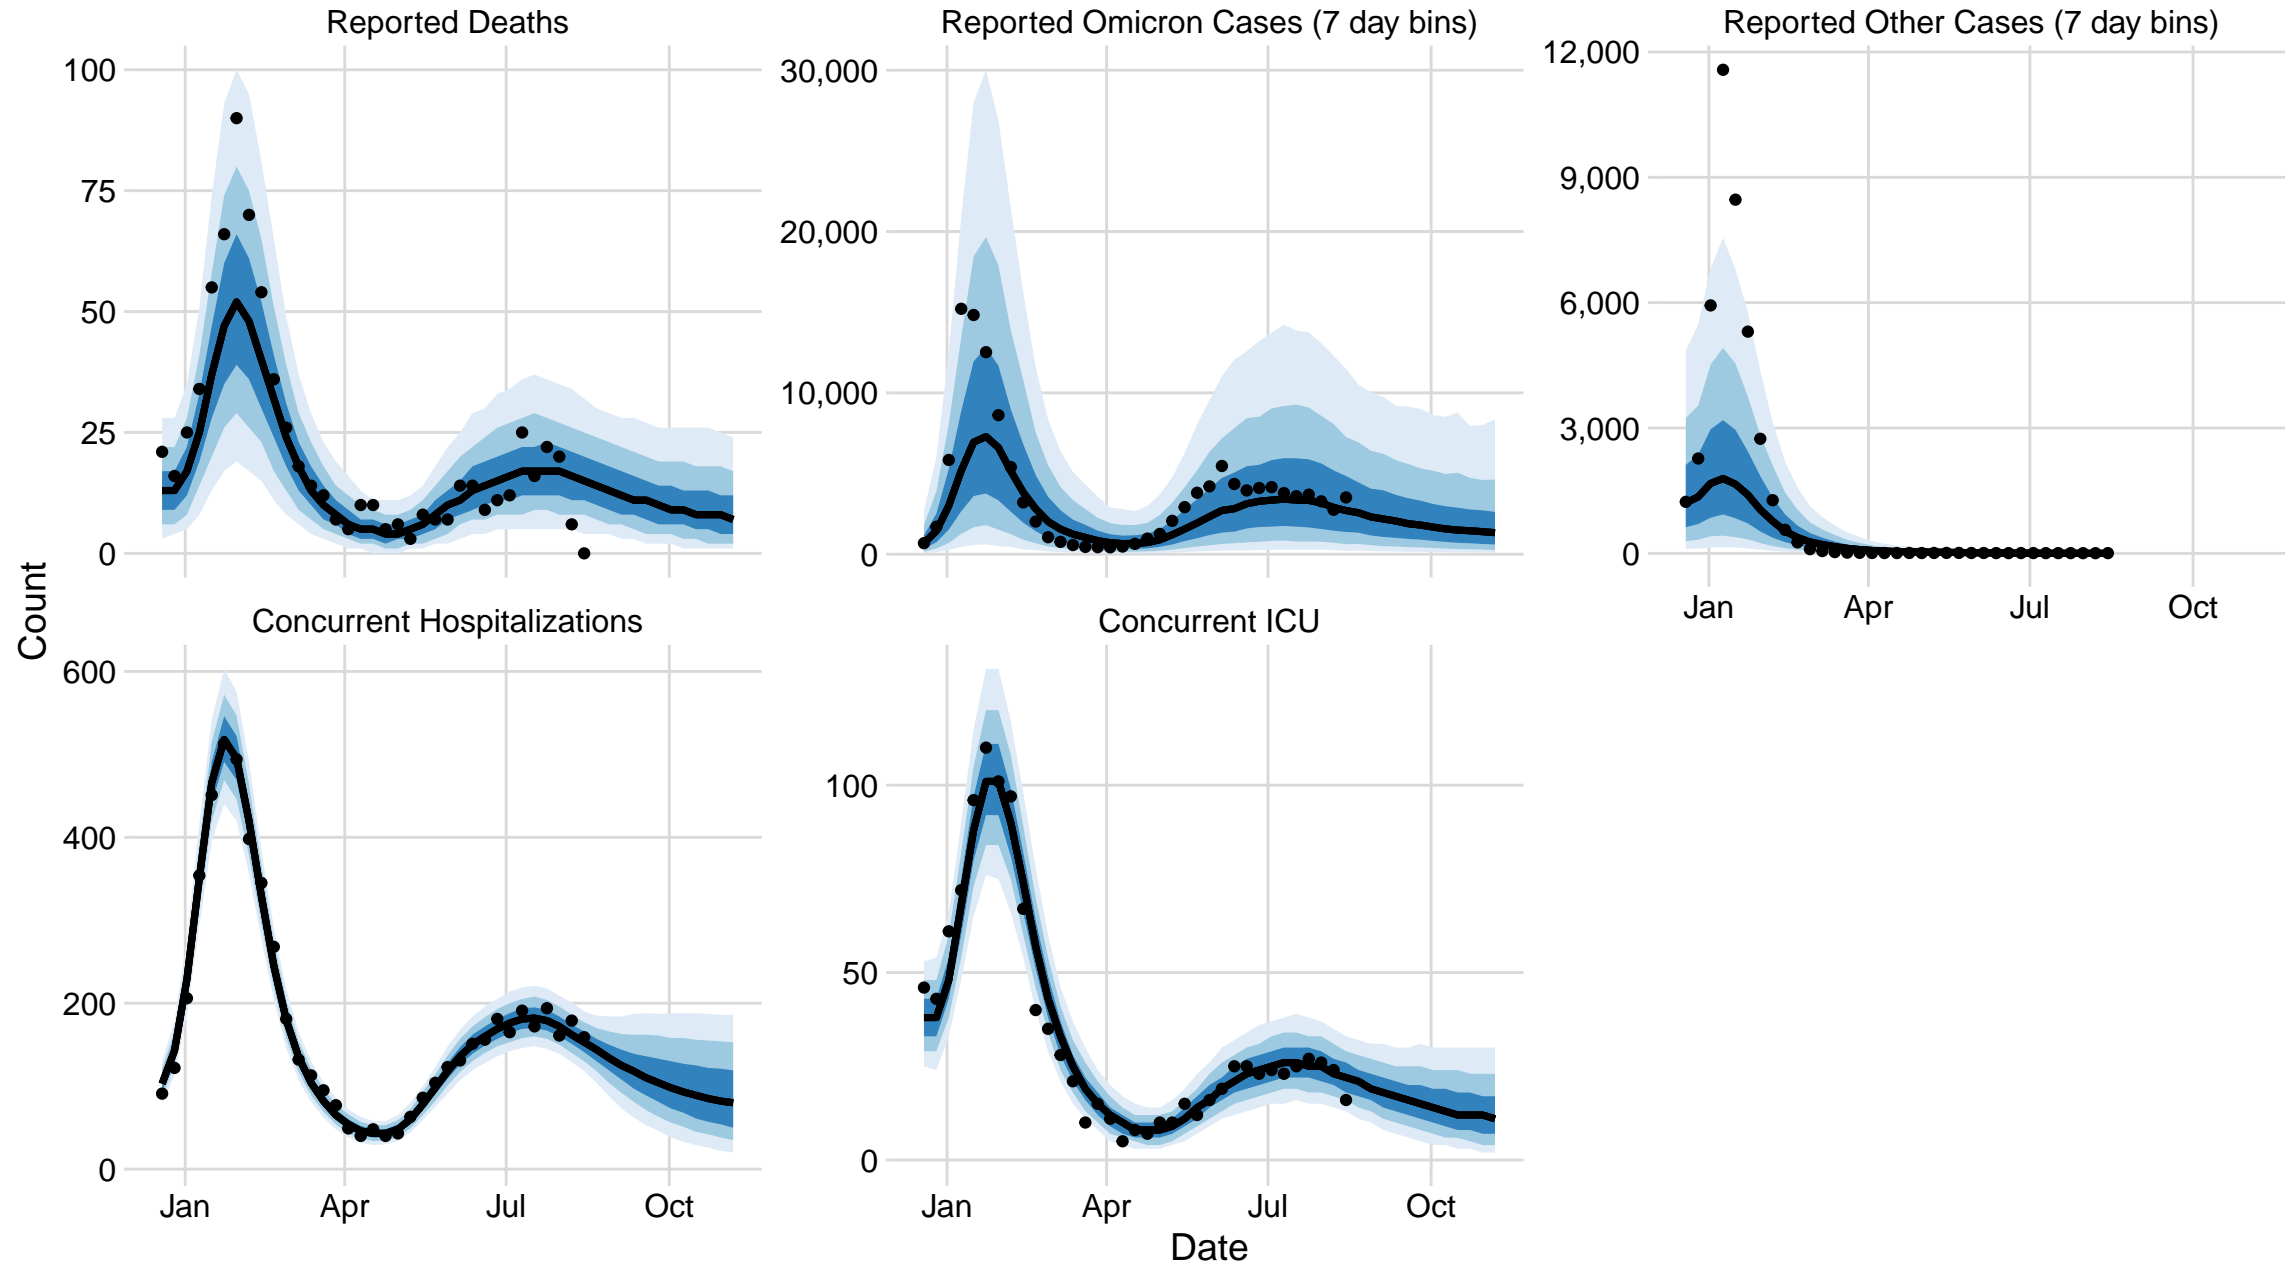 Reported Deaths
Reported Omicron Cases (7 day bins)
Reported Other Cases (7 day bins)
100
75
50
25
0
30,000
20,000
10,000
0
12,000
9,000
6,000
3,000
0
Jan Apr Jul Oct
Count
Concurrent Hospitalizations
Concurrent ICU
600
400
200
0
100
50
0
Jan Apr Jul Oct
Jan Apr Jul Oct
Date